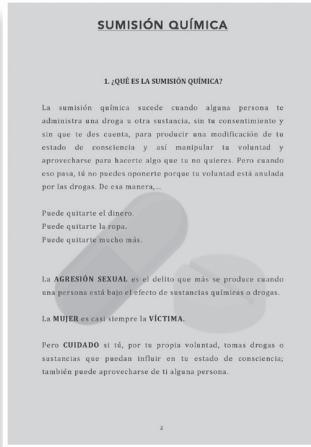 SUMISIÓN QUÍMICA
1. ¿QUÉ ES LA SUMISIÓN QUÍMICA?
La sumisión química sucede cuando alguna persona te
administra una droga u otra sustancia, sin tu consentimiento y
sin que te des cuenta, para producir una modificación de tu
estado de consciencia y así manipular tu voluntad y
aprovecharse para hacerte algo que tu no quieres. Pero cuando
eso pasa, tú no puedes oponerte porque tu voluntad está anulada
por las drogas. De esa manera,...
Puede quitarte el dinero.
Puede quitarte la ropa.
Puede quitarte mucho más.
La AGRESIÓN SEXUAL es el delito que más se produce cuando
una persona está bajo el efecto de sustancias químicas o drogas.
La MUJER es casi siempre la VÍCTIMA.
Pero CUIDADO si tú, por tu propia voluntad, tomas drogas o
sustancias que puedan influir en tu estado de consciencia;
también puede aprovecharse de ti alguna persona.
2